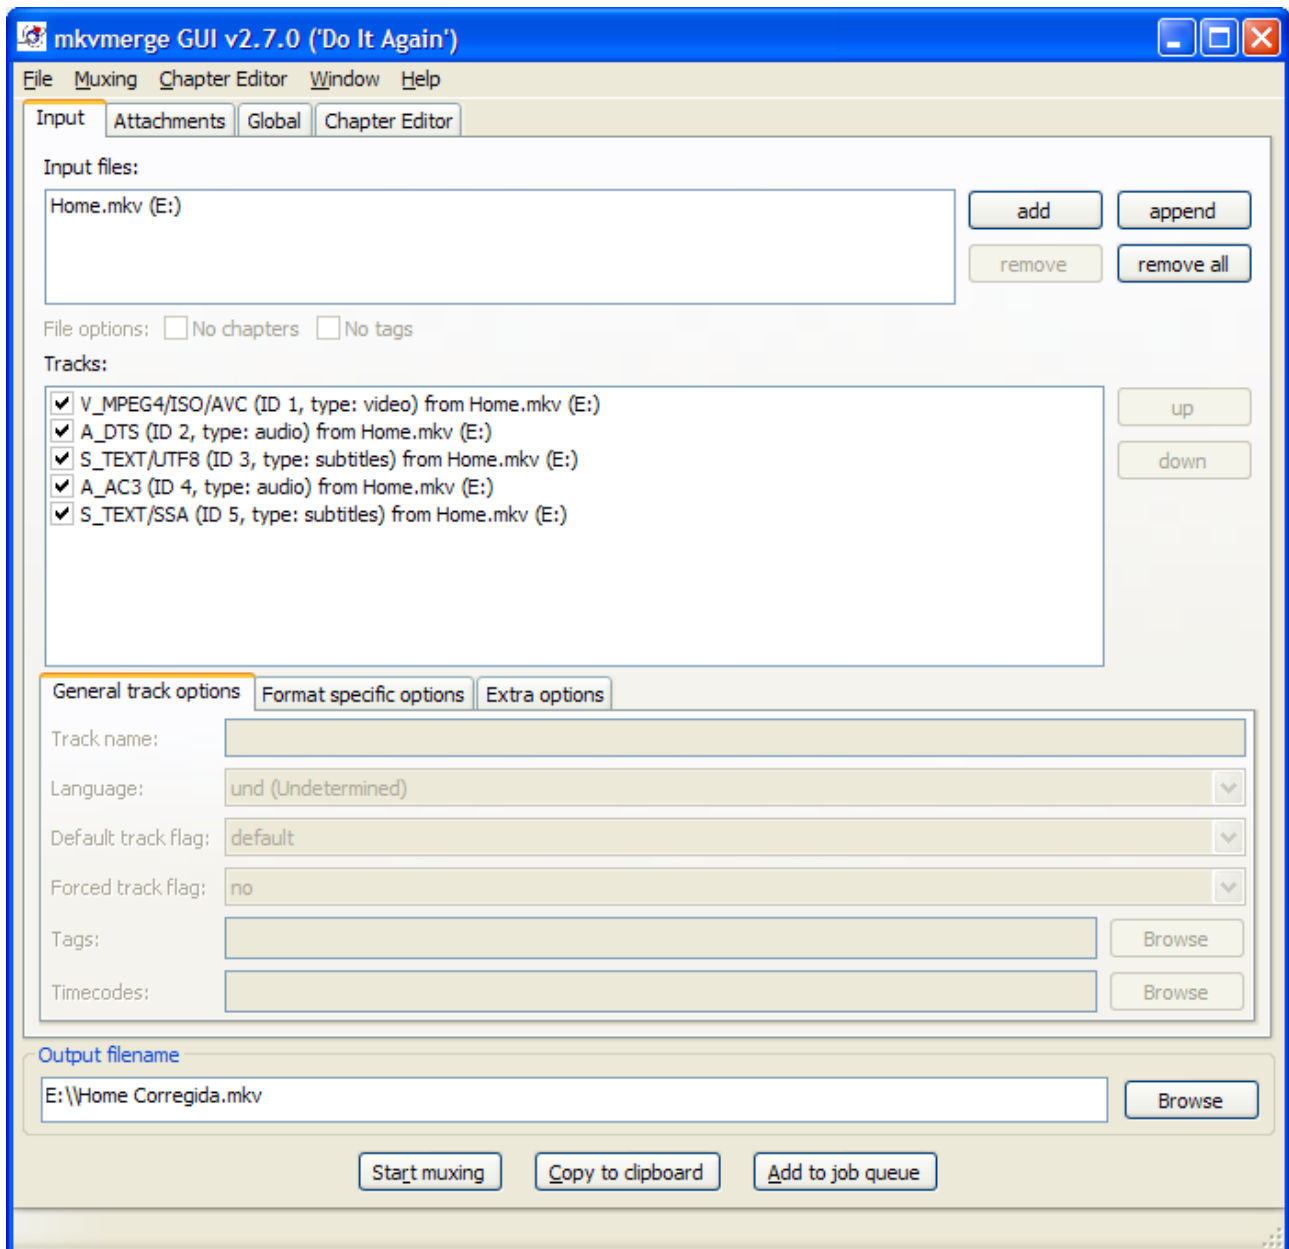 mkvmerge GUI v2.7.0 ('Do It Again')
File Muxing Chapter Editor Window Help
Input Attachments Global Chapter Editor
Input files:
Home.mkv (E:)
add append
remove remove all
File options: No chapters No tags
Tracks:
V_MPEG4/ISO/AVC (ID 1, type: video) from Home.mkv (E:)
A_DTS (ID 2, type: audio) from Home.mkv (E:)
S_TEXT/UTF8 (ID 3, type: subtitles) from Home.mkv (E:)
A_AC3 (ID 4, type: audio) from Home.mkv (E:)
S_TEXT/SSA (ID 5, type: subtitles) from Home.mkv (E:)
up
down
General track options Format specific options Extra options
Track name:
Language: und (Undetermined)
Default track flag: default
Forced track flag: no
Tags: Browse
Timecodes: Browse
Output filename
E:\\Home Corregida.mkv Browse
Start muxing Copy to clipboard Add to job queue